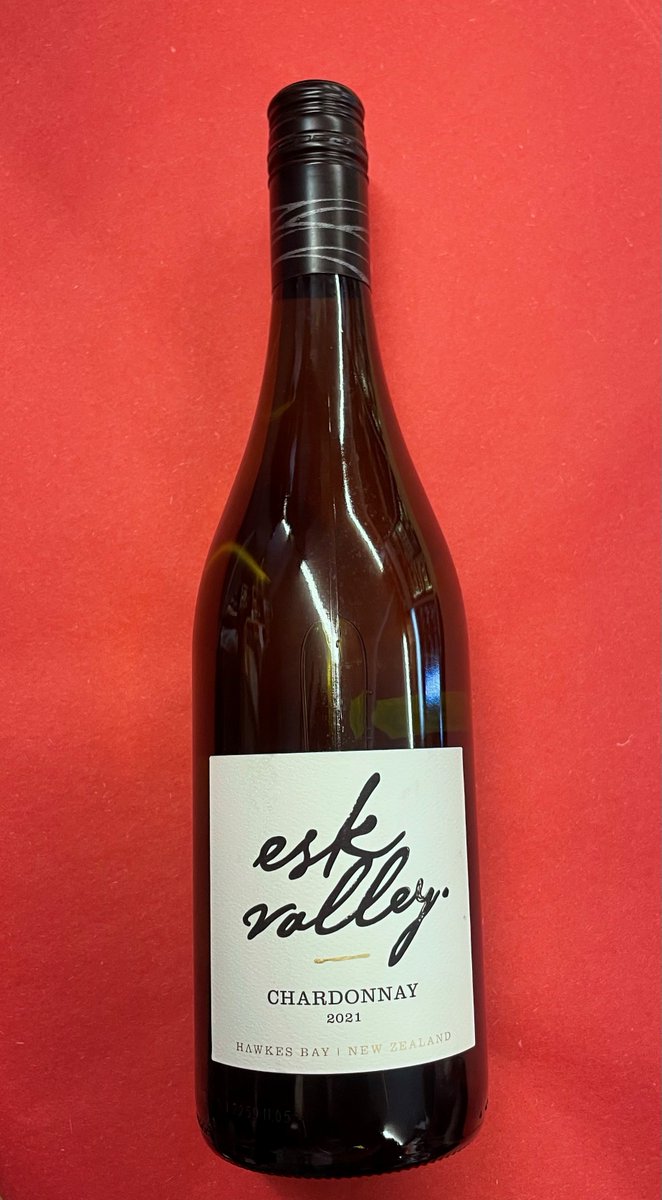 esk
valley.
CHARDONNAY
2021
HAWKES BAY | NEW ZEALAND